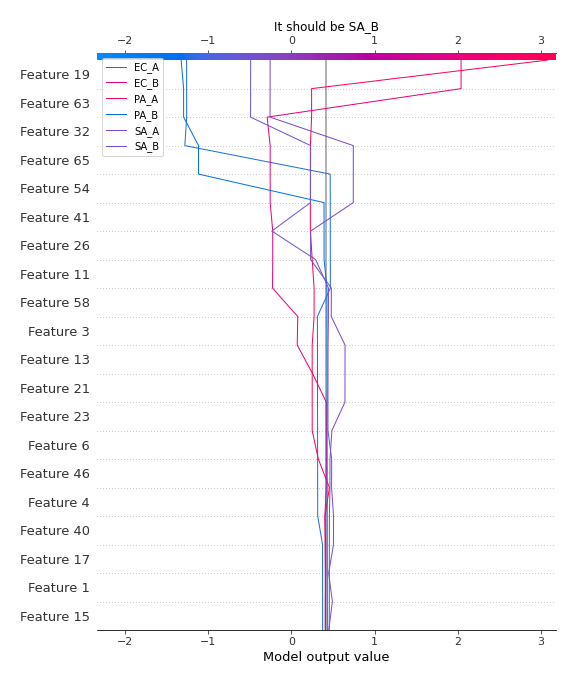 It should be SA_B
−2 −1 0 1 2 3
EC_A
EC_B
PA_A
PA_B
SA_A
SA_B
Feature 19
Feature 63
Feature 32
Feature 65
Feature 54
Feature 41
Feature 26
Feature 11
Feature 58
Feature 3
Feature 13
Feature 21
Feature 23
Feature 6
Feature 46
Feature 4
Feature 40
Feature 17
Feature 1
Feature 15
−2 −1 0 1 2 3
Model output value